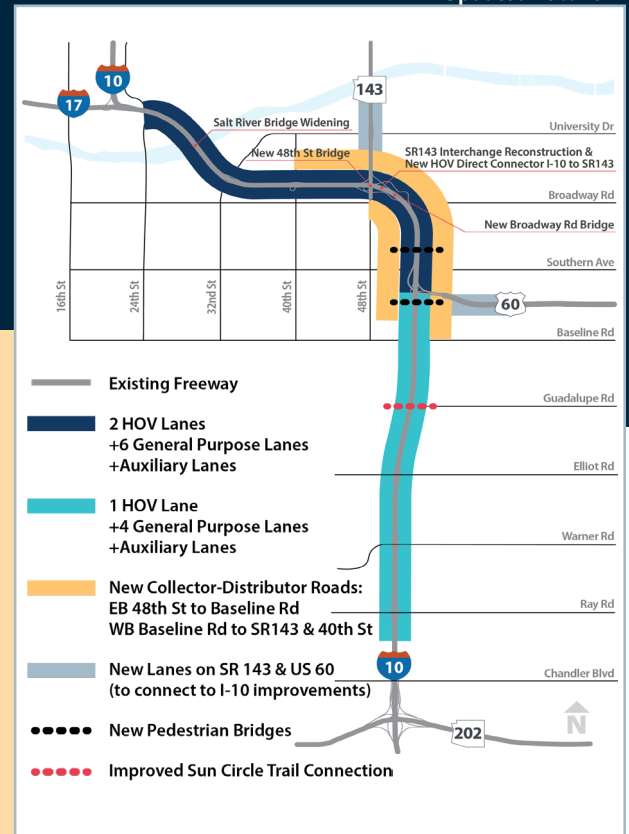 10
17
143
Salt River Bridge Widening
University Dr
New 48th St Bridge
SR143 Interchange Reconstruction &
New HOV Direct Connector I-10 to SR143
Broadway Rd
New Broadway Rd Bridge
Southern Ave
16th St
24th St
32nd St
40th St
48th St
60
Baseline Rd
Existing Freeway
Guadalupe Rd
2 HOV Lanes
+6 General Purpose Lanes
+Auxiliary Lanes
Elliot Rd
1 HOV Lane
+4 General Purpose Lanes
+Auxiliary Lanes
Warner Rd
New Collector-Distributor Roads:
EB 48th St to Baseline Rd
WB Baseline Rd to SR143 & 40th St
Ray Rd
New Lanes on SR 143 & US 60
(to connect to I-10 improvements)
10
Chandler Blvd
New Pedestrian Bridges
202
N
Improved Sun Circle Trail Connection